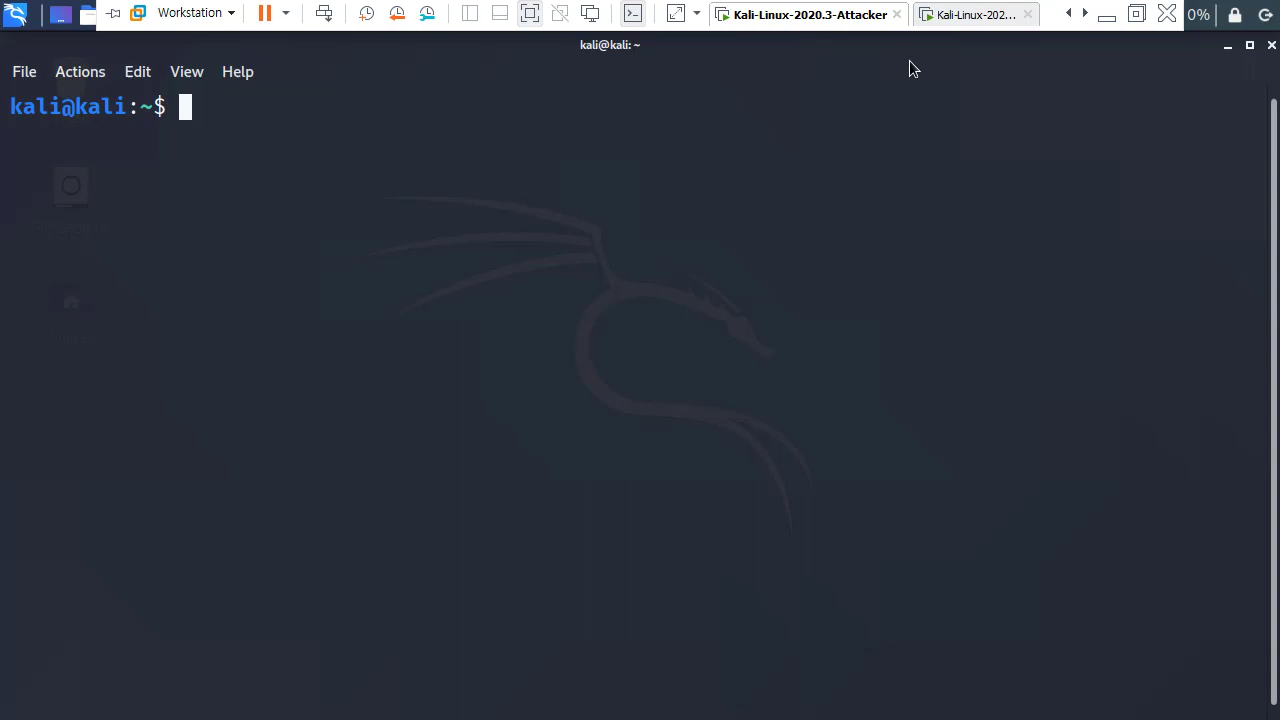 Workstation Kali-Linux-2020.3-Attacker Kali-Linux-202... 0%
kali@kali: ~
File Actions Edit View Help
kali@kali:~$